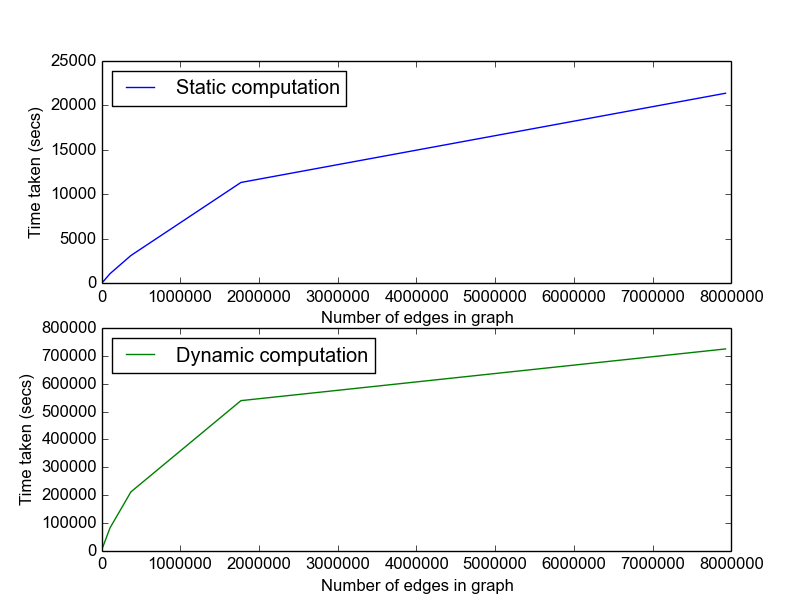 25000
Static computation
20000
15000
10000
5000
0
Time taken (secs)
0 1000000 2000000 3000000 4000000 5000000 6000000 7000000 8000000
Number of edges in graph
800000
Dynamic computation
700000
600000
500000
400000
300000
200000
100000
0
Time taken (secs)
0 1000000 2000000 3000000 4000000 5000000 6000000 7000000 8000000
Number of edges in graph